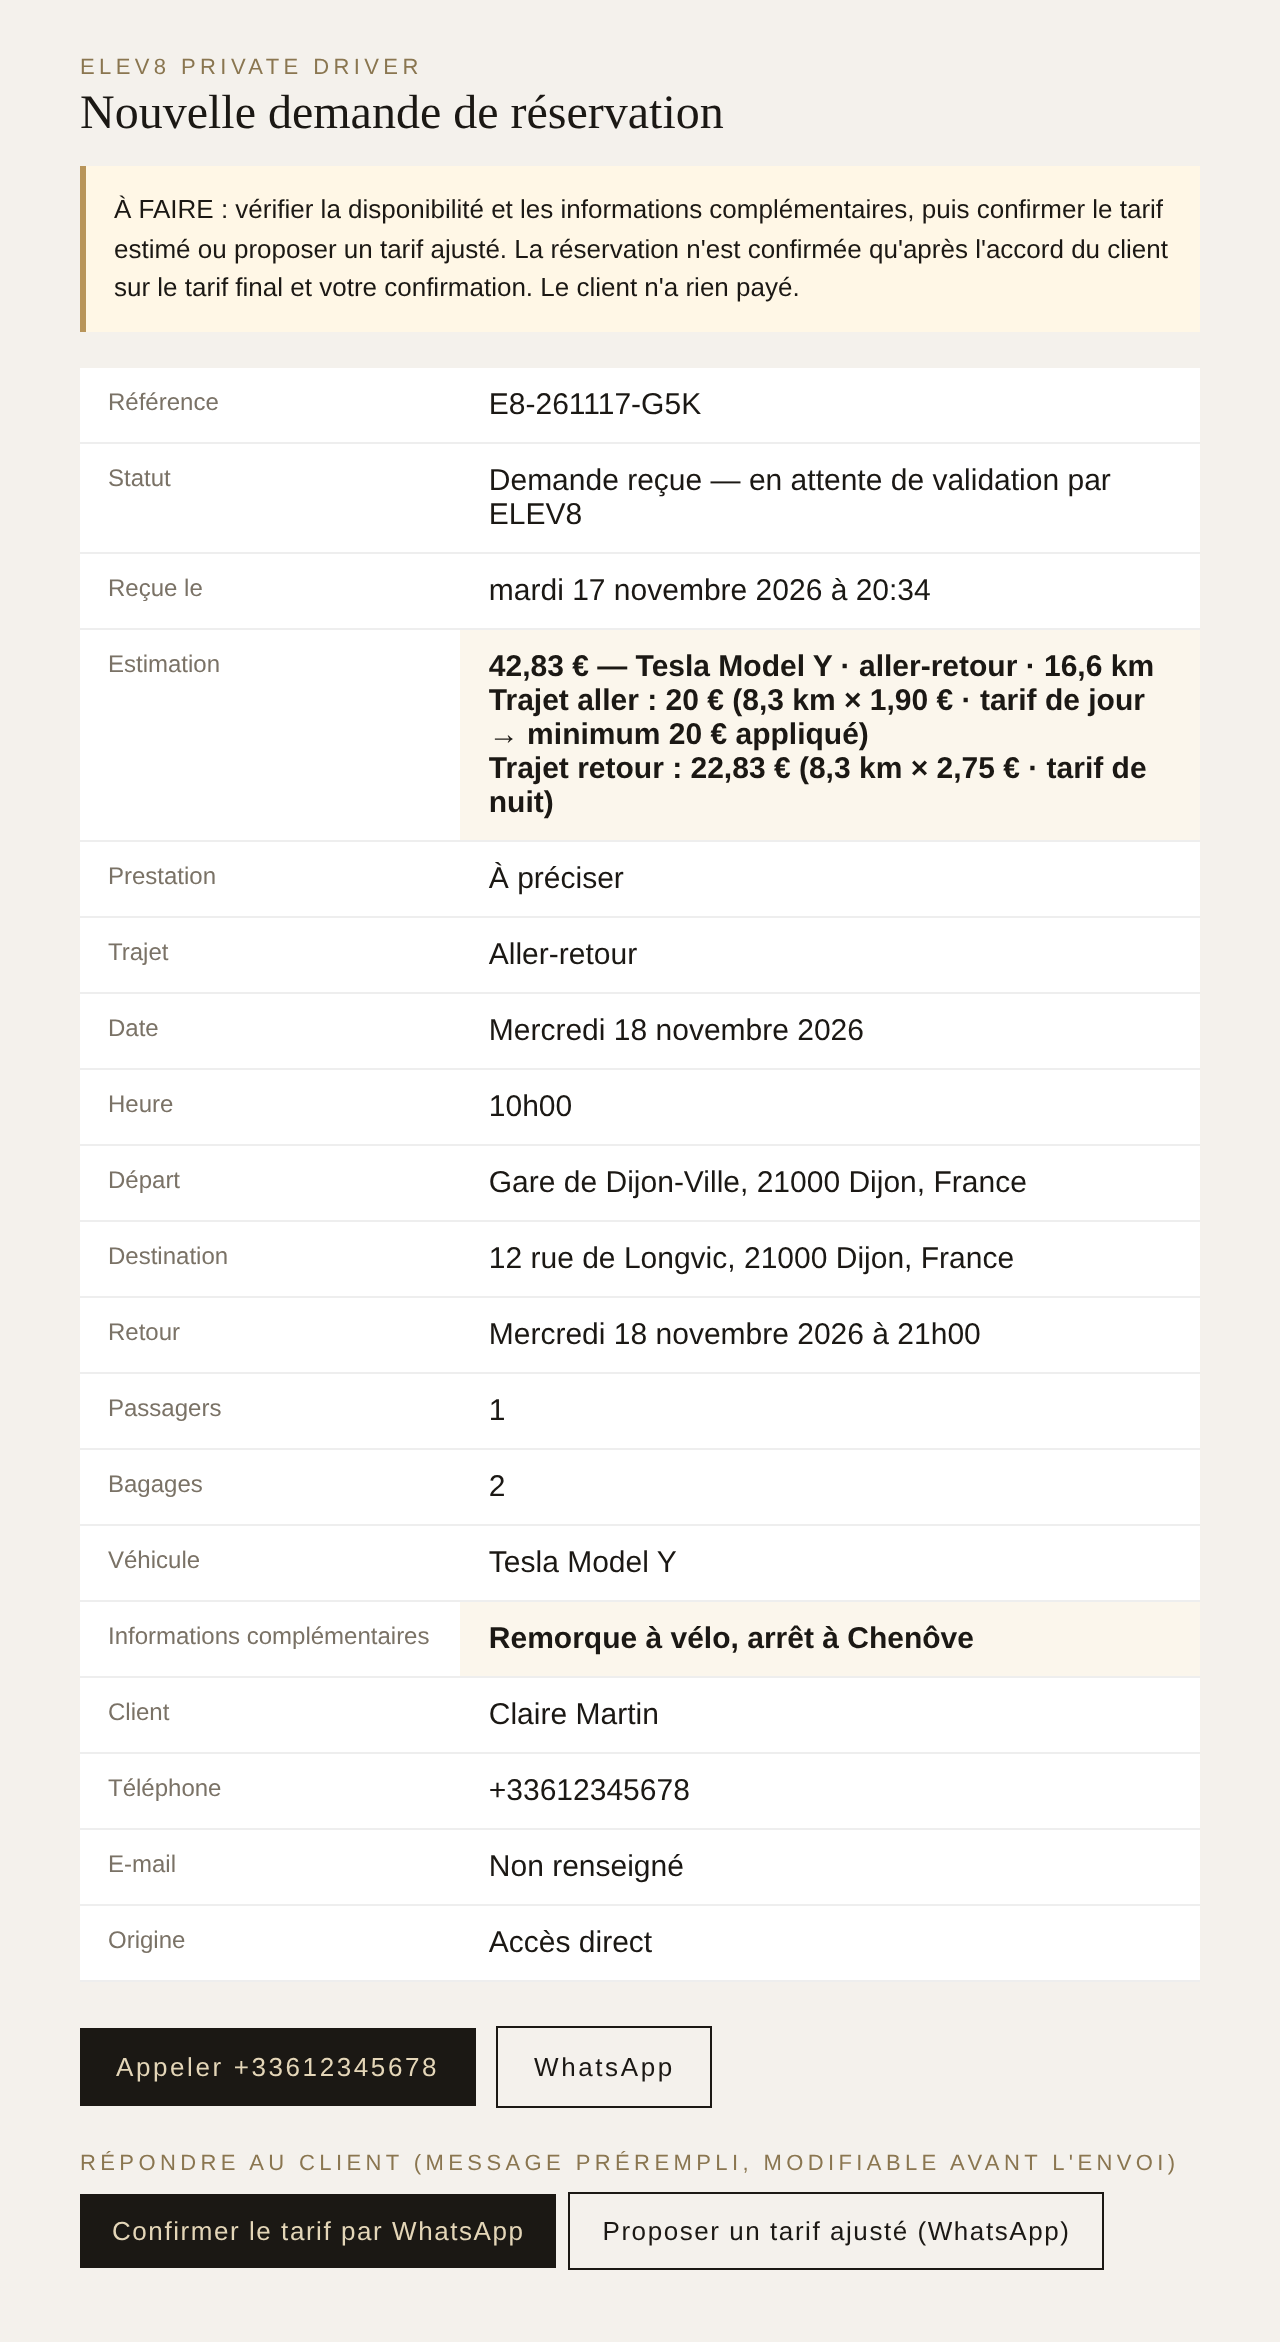 ELEV8 PRIVATE DRIVER
Nouvelle demande de réservation
À FAIRE : vérifier la disponibilité et les informations complémentaires, puis confirmer le tarif
estimé ou proposer un tarif ajusté. La réservation n'est confirmée qu'après l'accord du client
sur le tarif final et votre confirmation. Le client n'a rien payé.
Référence E8-261117-G5K
Statut Demande reçue — en attente de validation par
ELEV8
Reçue le mardi 17 novembre 2026 à 20:34
Estimation 42,83 € — Tesla Model Y · aller-retour · 16,6 km
Trajet aller : 20 € (8,3 km × 1,90 € · tarif de jour
→ minimum 20 € appliqué)
Trajet retour : 22,83 € (8,3 km × 2,75 € · tarif de
nuit)
Prestation À préciser
Trajet Aller-retour
Date Mercredi 18 novembre 2026
Heure 10h00
Départ Gare de Dijon-Ville, 21000 Dijon, France
Destination 12 rue de Longvic, 21000 Dijon, France
Retour Mercredi 18 novembre 2026 à 21h00
Passagers 1
Bagages 2
Véhicule Tesla Model Y
Informations complémentaires Remorque à vélo, arrêt à Chenôve
Client Claire Martin
Téléphone +33612345678
E-mail Non renseigné
Origine Accès direct
Appeler +33612345678 WhatsApp
RÉPONDRE AU CLIENT (MESSAGE PRÉREMPLI, MODIFIABLE AVANT L'ENVOI)
Confirmer le tarif par WhatsApp Proposer un tarif ajusté (WhatsApp)